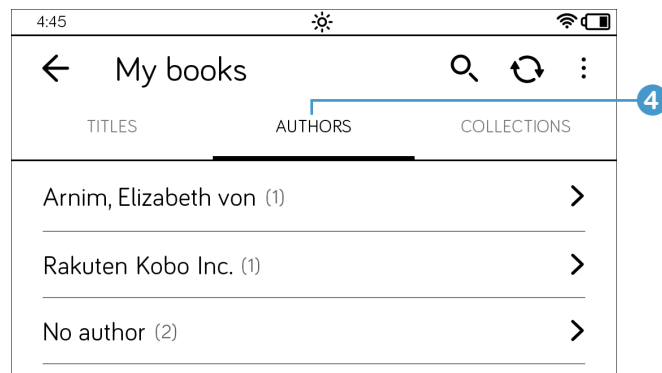 4:45
My books
TITLES AUTHORS COLLECTIONS
4
Arnim, Elizabeth von (1)
Rakuten Kobo Inc. (1)
No author (2)